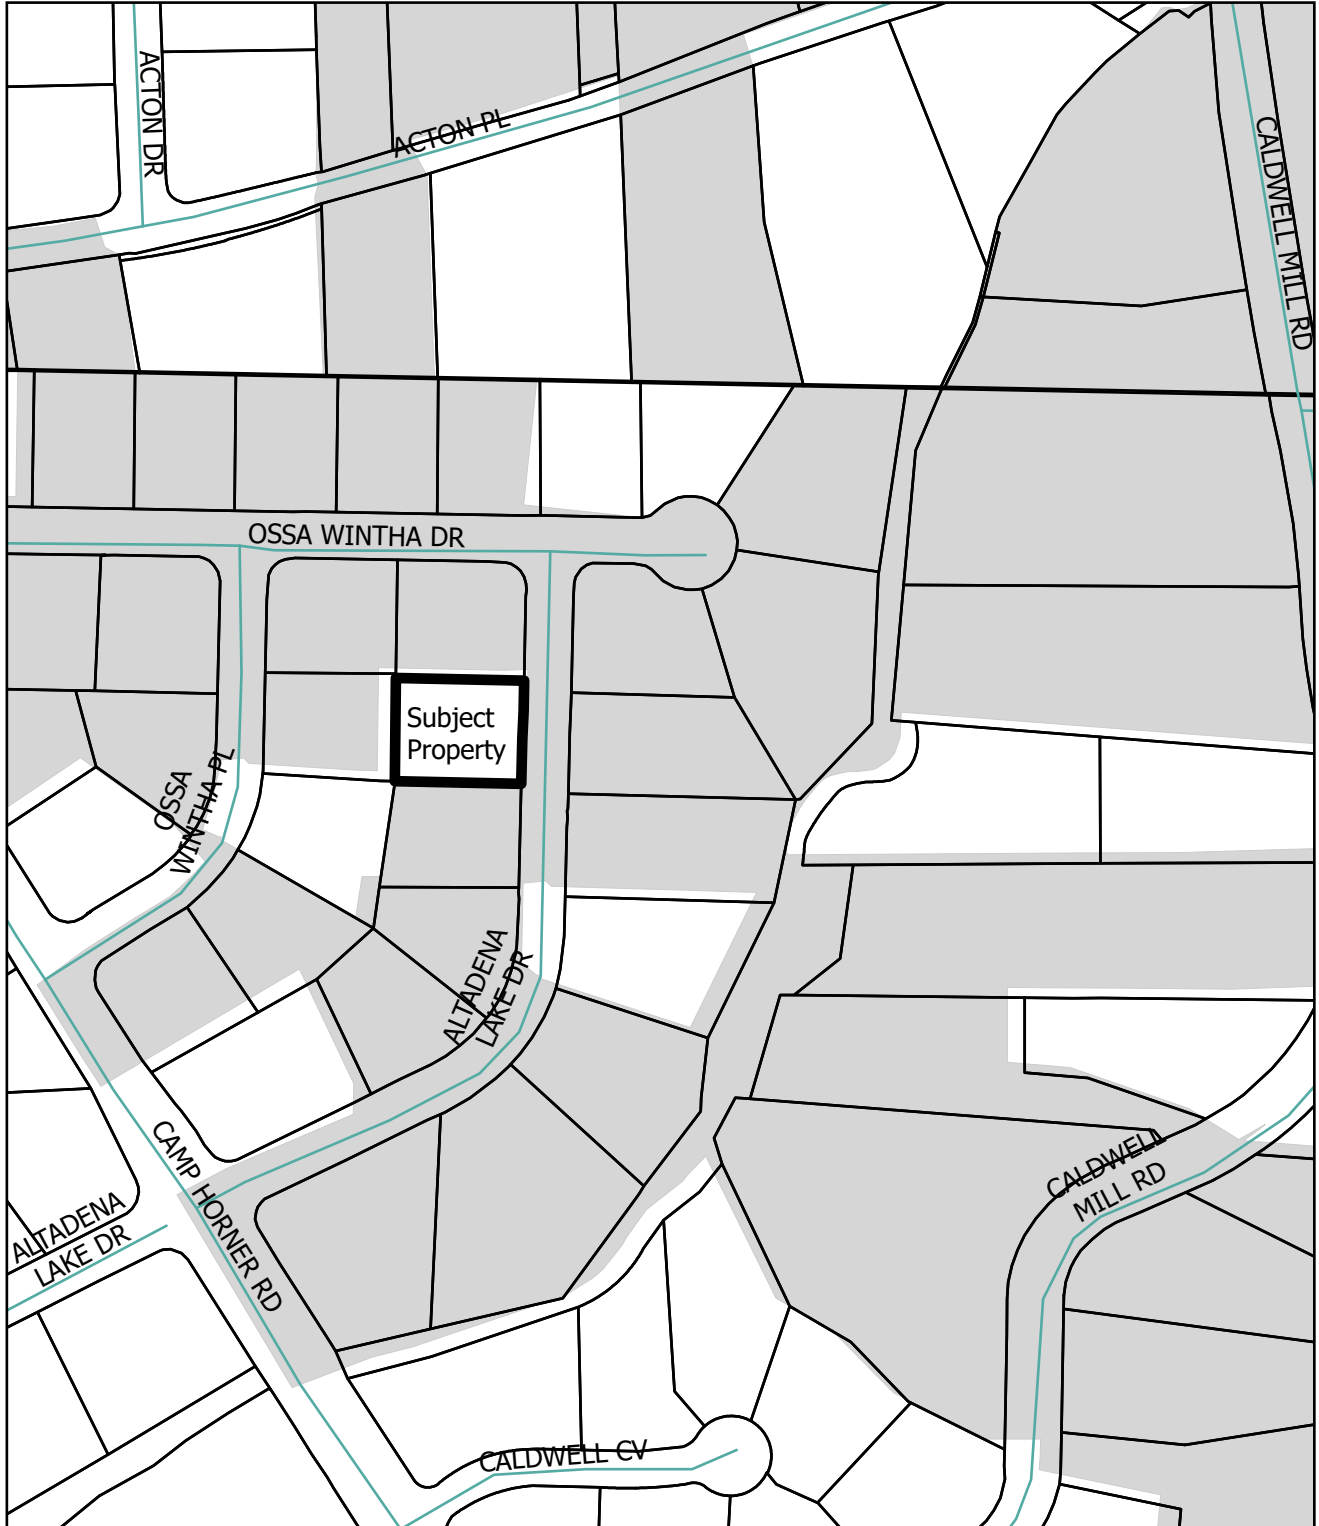 ACTON DR
ACTON PL
CALDWELL MILL RD
OSSA WINTHA DR
Subject
Property
OSSA
WINTHA PL
ALTADENA
LAKE DR
CAMP HORNER RD
CALDWELL
MILL RD
ALTADENA
LAKE DR
CALDWELL CV